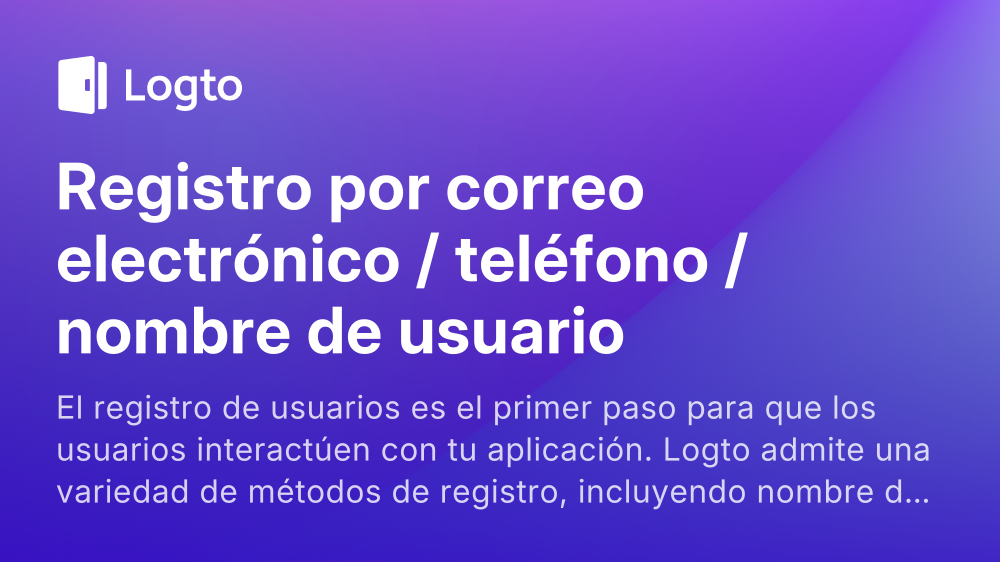 Logto
Registro por correo
electrónico / teléfono /
nombre de usuario
El registro de usuarios es el primer paso para que los
usuarios interactúen con tu aplicación. Logto admite una
variedad de métodos de registro, incluyendo nombre d...